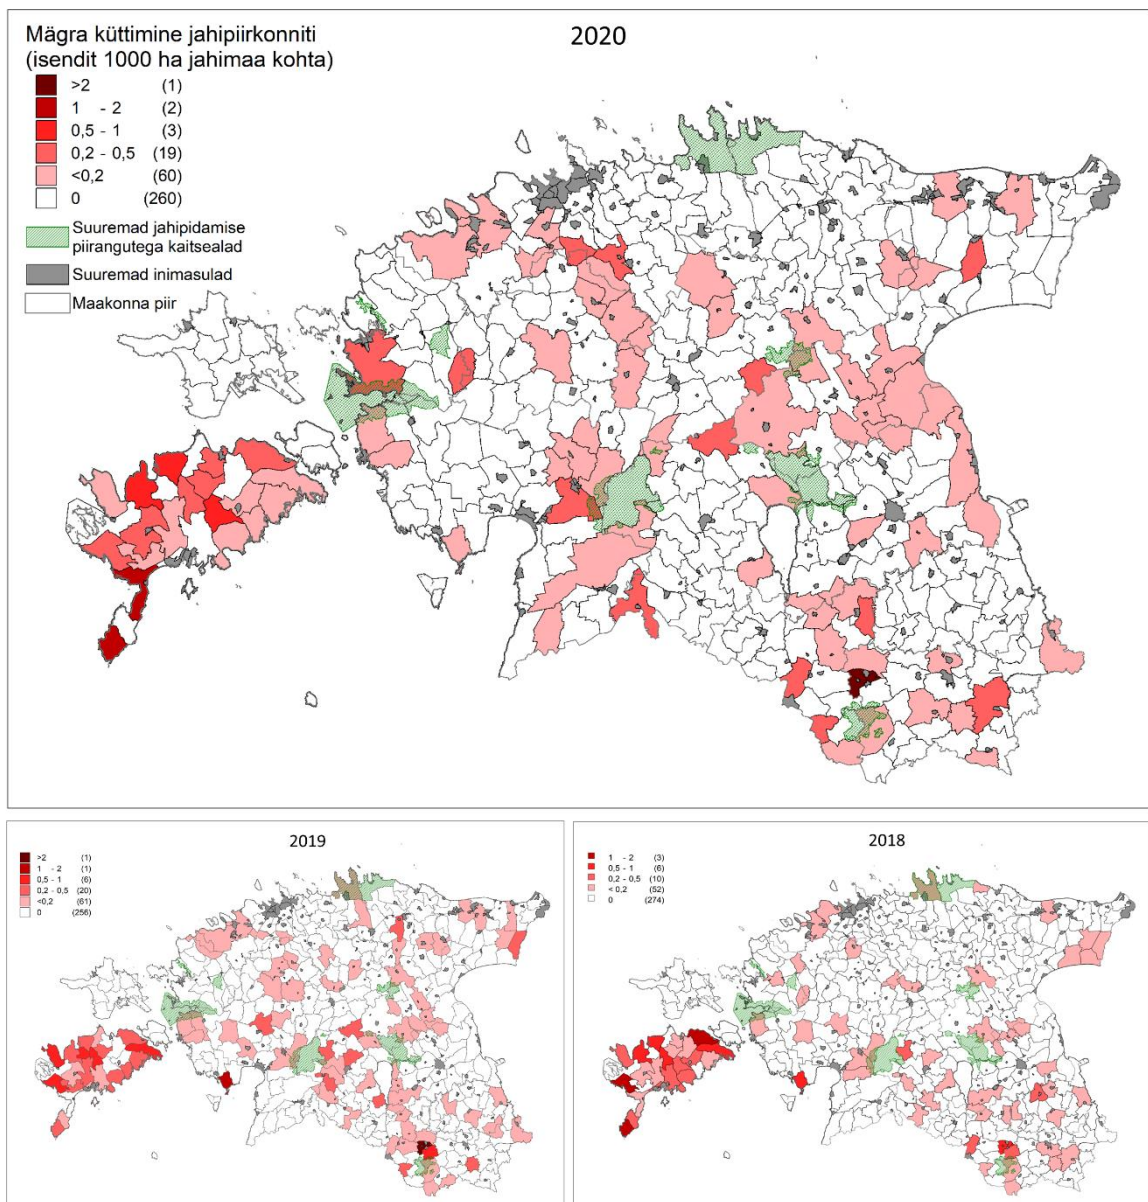 Mägra küttimine jahipiirkonniti
(isendit 1000 ha jahimaa kohta)
2020
>2 (1)
1 - 2 (2)
0,5 - 1 (3)
0,2 - 0,5 (19)
<0,2 (60)
0 (260)
Suuremad jahipidamise
piirangutega kaitsealad
Suuremad inimasulad
Maakonna piir
2019
>2 (1)
1 - 2 (1)
0,5 - 1 (6)
0,2 - 0,5 (20)
<0,2 (61)
0 (256)
2018
1 - 2 (3)
0,5 - 1 (6)
0,2 - 0,5 (10)
< 0,2 (52)
0 (274)